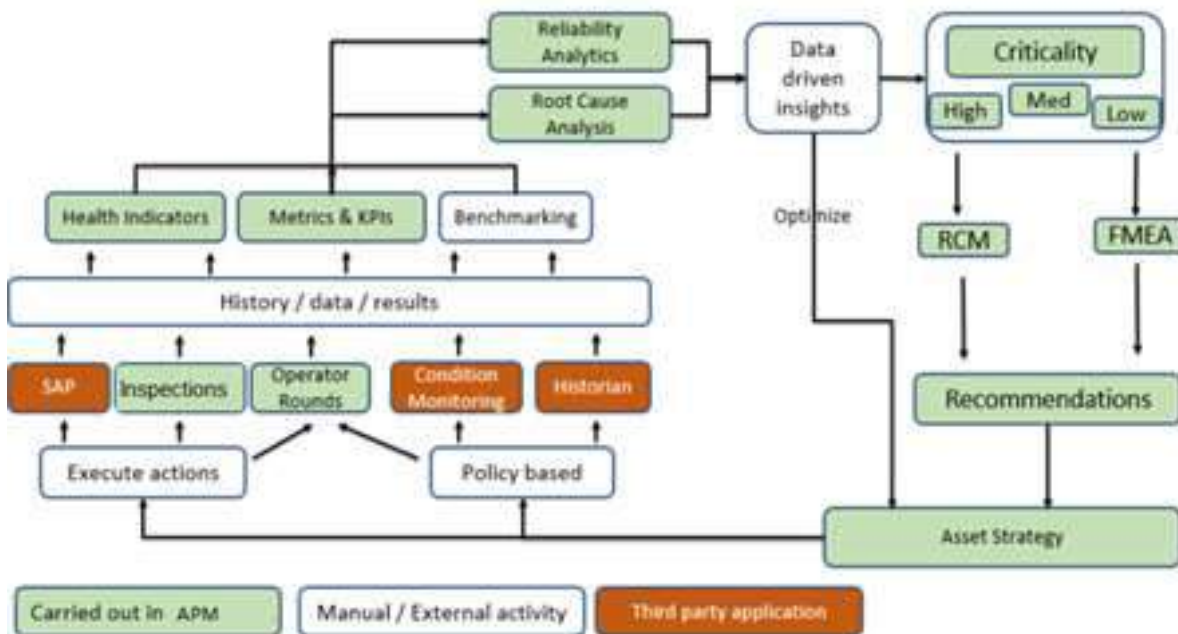 Reliability
Analytics
Root Cause
Analysis
Data
driven
insights
Criticality
High
Med
Low
Health Indicators
Metrics & KPIs
Benchmarking
Optimize
RCM
FMEA
History / data / results
SAP
Inspections
Operator
Rounds
Condition
Monitoring
Historian
Recommendations
Execute actions
Policy based
Asset Strategy
Carried out in APM
Manual / External activity
Third party application